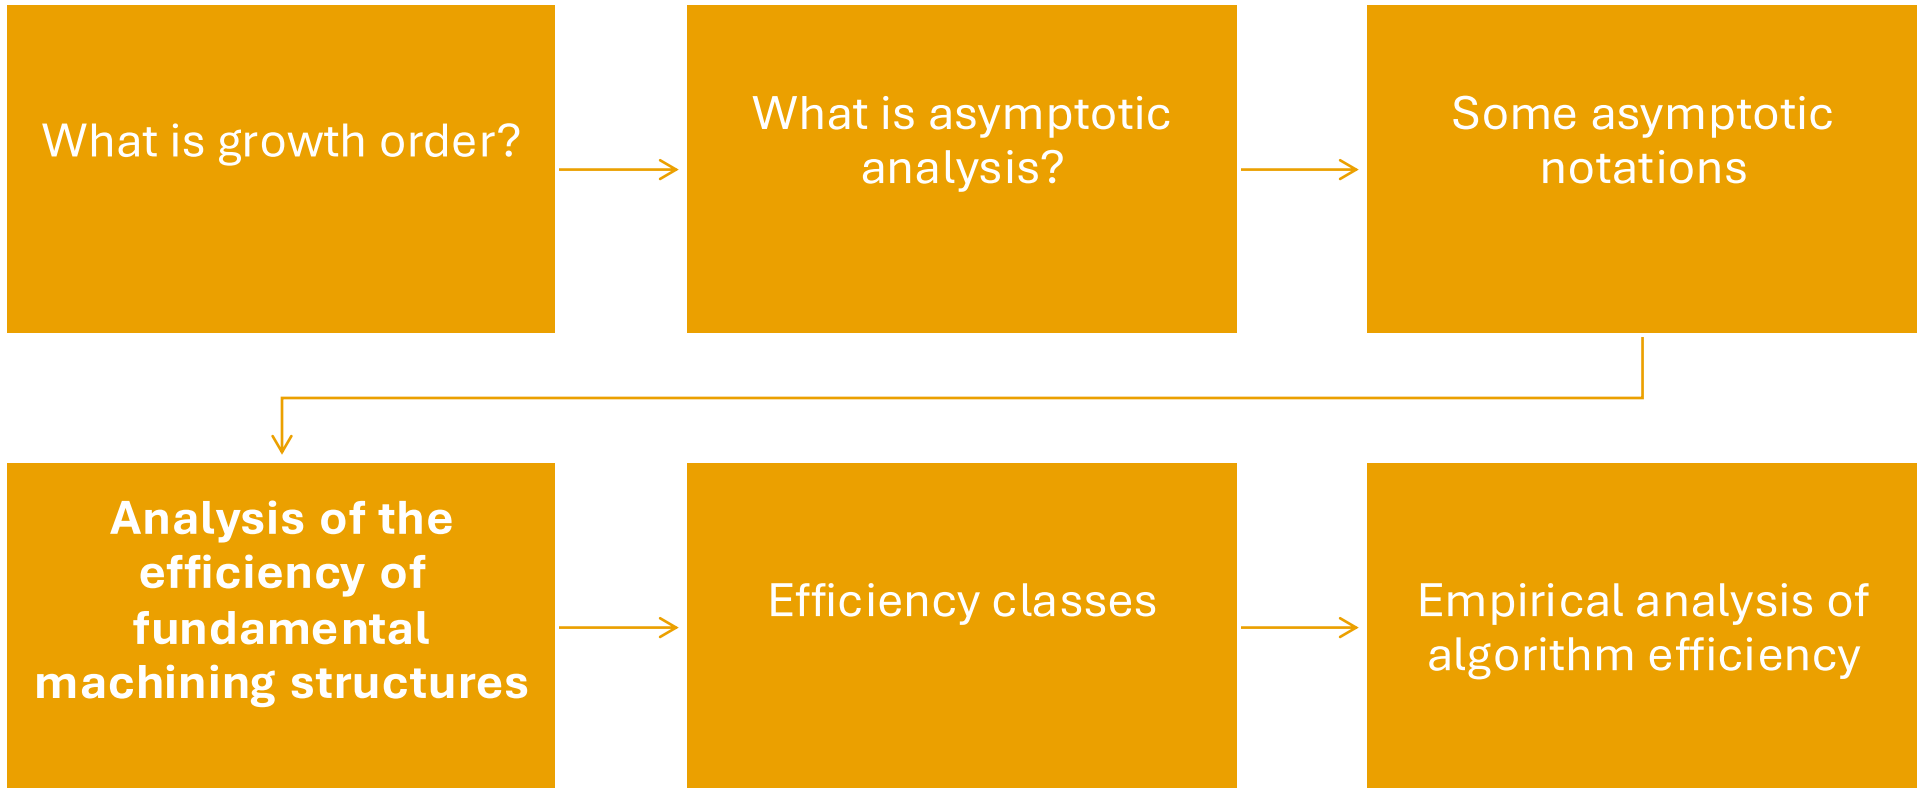 What is growth order?
What is asymptotic
analysis?
Some asymptotic
notations
Analysis of the
efficiency of
fundamental
machining structures
Efficiency classes
Empirical analysis of
algorithm efficiency